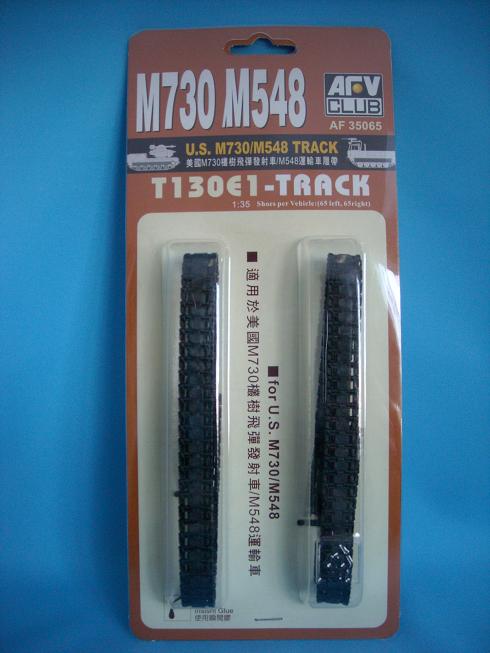 M730 M548
AFV
CLUB
AF 35065
U.S. M730/M548 TRACK
美國M730欉樹飛彈發射車/M548運輸車履帶
T130E1-TRACK
1:35 Shoes per Vehicle:(65 left, 65right)
■適用於美國M730欉樹飛彈發射車/M548運輸車
■for U.S. M730/M548
Insisnt Glue
使用瞬間膠